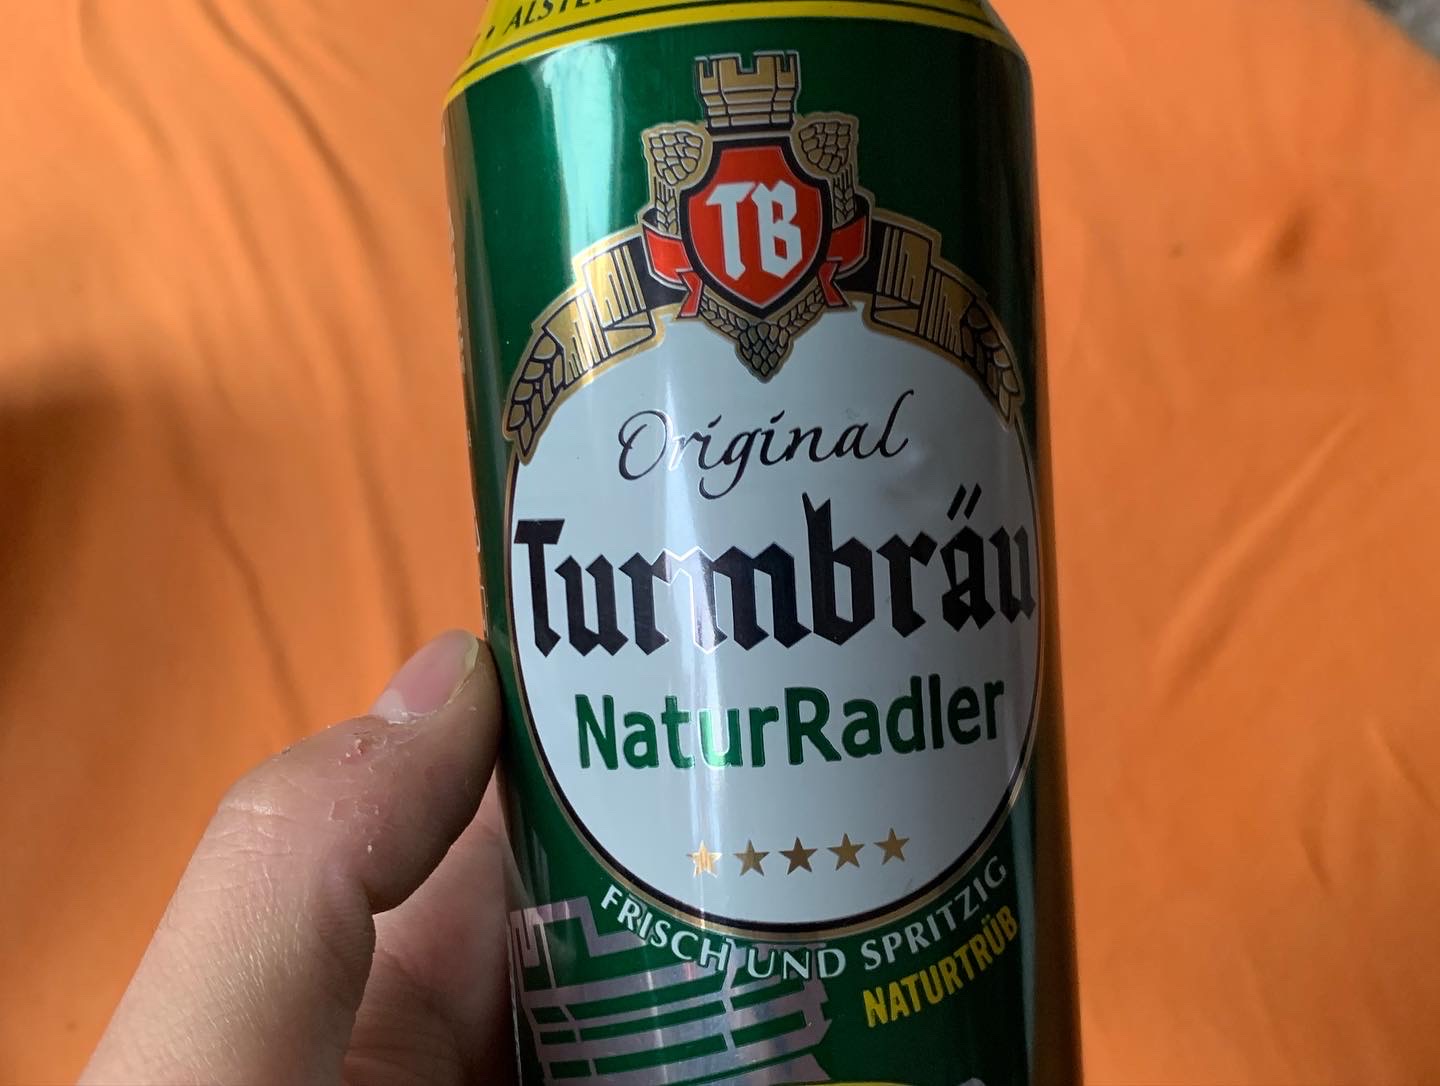 TB
Original
Turmbräu
NaturRadler
FRISCH UND SPRITZIG
NATURTRÜB